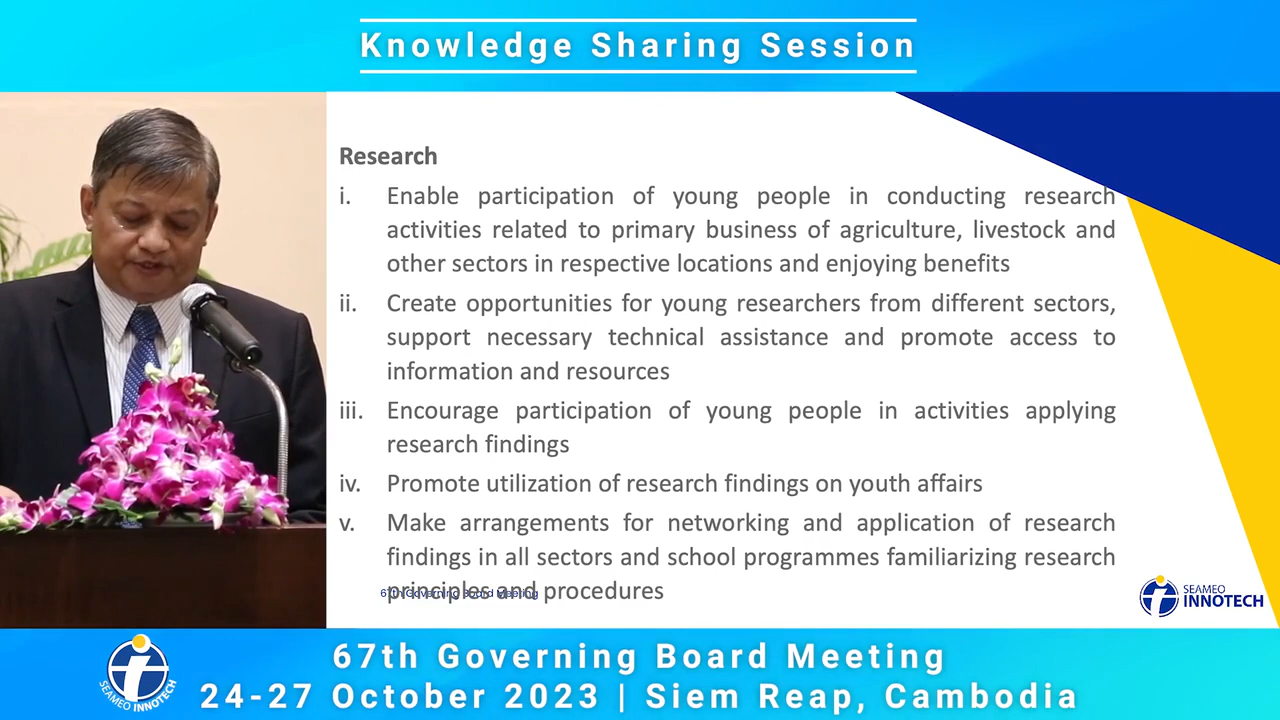 Knowledge Sharing Session
Research
i. Enable participation of young people in conducting research
activities related to primary business of agriculture, livestock and
other sectors in respective locations and enjoying benefits
ii. Create opportunities for young researchers from different sectors,
support necessary technical assistance and promote access to
information and resources
iii. Encourage participation of young people in activities applying
research findings
iv. Promote utilization of research findings on youth affairs
v. Make arrangements for networking and application of research
findings in all sectors and school programmes familiarizing research
principles and procedures
67th Governing Board Meeting
SEAMEO
INNOTECH
SEAMEO INNOTECH
67th Governing Board Meeting
24-27 October 2023 | Siem Reap, Cambodia